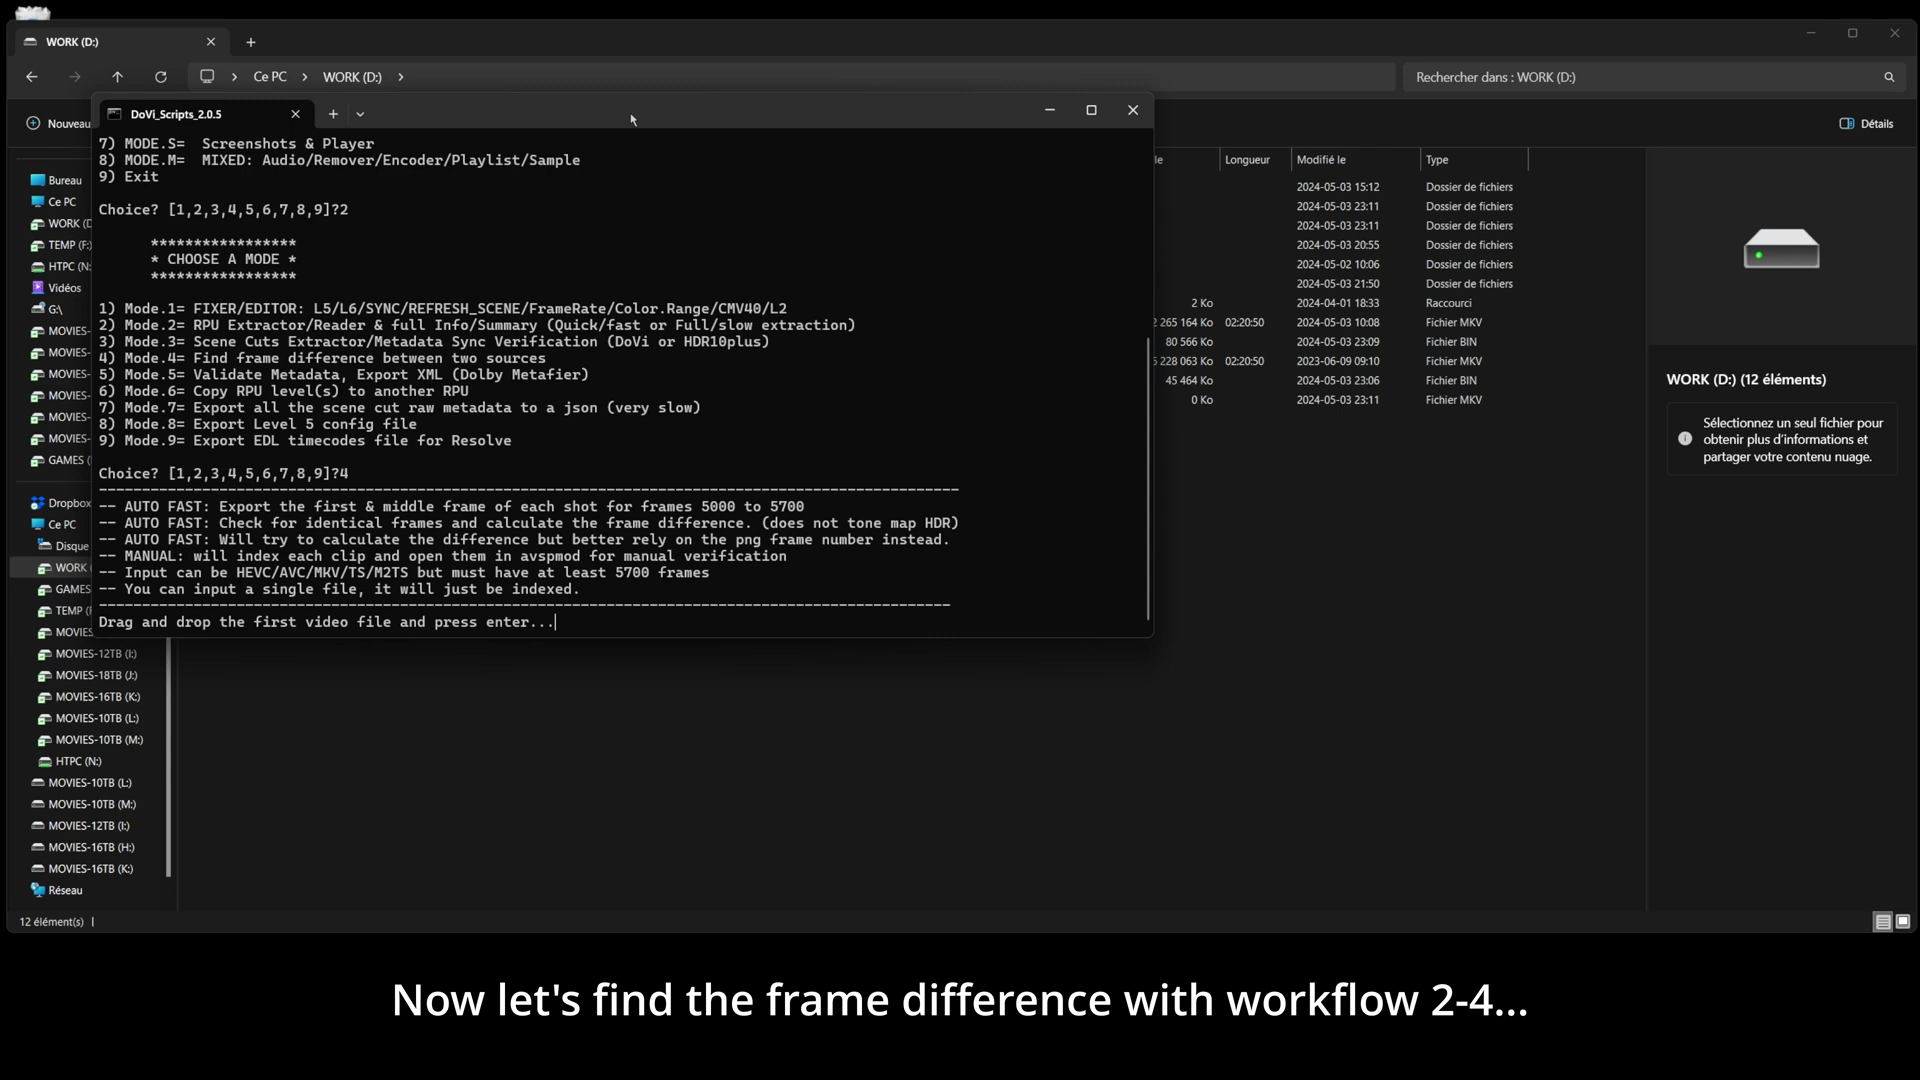 WORK (D:)
Ce PC
WORK (D:)
Rechercher dans : WORK (D:)
Nouveau
Détails
DoVi_Scripts_2.0.5
7) MODE.S=  Screenshots & Player
8) MODE.M=  MIXED: Audio/Remover/Encoder/Playlist/Sample
9) Exit
Choice? [1,2,3,4,5,6,7,8,9]?2
*****************
* CHOOSE A MODE *
*****************
1) Mode.1= FIXER/EDITOR: L5/L6/SYNC/REFRESH_SCENE/FrameRate/Color.Range/CMV40/L2
2) Mode.2= RPU Extractor/Reader & full Info/Summary (Quick/fast or Full/slow extraction)
3) Mode.3= Scene Cuts Extractor/Metadata Sync Verification (DoVi or HDR10plus)
4) Mode.4= Find frame difference between two sources
5) Mode.5= Validate Metadata, Export XML (Dolby Metafier)
6) Mode.6= Copy RPU level(s) to another RPU
7) Mode.7= Export all the scene cut raw metadata to a json (very slow)
8) Mode.8= Export Level 5 config file
9) Mode.9= Export EDL timecodes file for Resolve
Choice? [1,2,3,4,5,6,7,8,9]?4
-- AUTO FAST: Export the first & middle frame of each shot for frames 5000 to 5700
-- AUTO FAST: Check for identical frames and calculate the frame difference. (does not tone map HDR)
-- AUTO FAST: Will try to calculate the difference but better rely on the png frame number instead.
-- MANUAL: will index each clip and open them in avspmod for manual verification
-- Input can be HEVC/AVC/MKV/TS/M2TS but must have at least 5700 frames
-- You can input a single file, it will just be indexed.
Drag and drop the first video file and press enter...
Bureau
Ce PC
WORK (D
TEMP (F:
HTPC (N:
Vidéos
G:\
MOVIES-
MOVIES-
MOVIES-
MOVIES-
MOVIES-
MOVIES-
GAMES (
Dropbox
Ce PC
Disque
WORK (
GAMES
TEMP (F
MOVIES
MOVIES-12TB (I:)
MOVIES-18TB (J:)
MOVIES-16TB (K:)
MOVIES-10TB (L:)
MOVIES-10TB (M:)
HTPC (N:)
MOVIES-10TB (L:)
MOVIES-10TB (M:)
MOVIES-12TB (I:)
MOVIES-16TB (H:)
MOVIES-16TB (K:)
Réseau
le Longueur Modifié le Type
2024-05-03 15:12 Dossier de fichiers
2024-05-03 23:11 Dossier de fichiers
2024-05-03 23:11 Dossier de fichiers
2024-05-03 20:55 Dossier de fichiers
2024-05-02 10:06 Dossier de fichiers
2024-05-03 21:50 Dossier de fichiers
2 Ko 2024-04-01 18:33 Raccourci
2 265 164 Ko 02:20:50 2024-05-03 10:08 Fichier MKV
80 566 Ko 2024-05-03 23:09 Fichier BIN
5 228 063 Ko 02:20:50 2023-06-09 09:10 Fichier MKV
45 464 Ko 2024-05-03 23:06 Fichier BIN
0 Ko 2024-05-03 23:11 Fichier MKV
WORK (D:) (12 éléments)
Sélectionnez un seul fichier pour
obtenir plus d'informations et
partager votre contenu nuage.
12 élément(s)
Now let's find the frame difference with workflow 2-4...